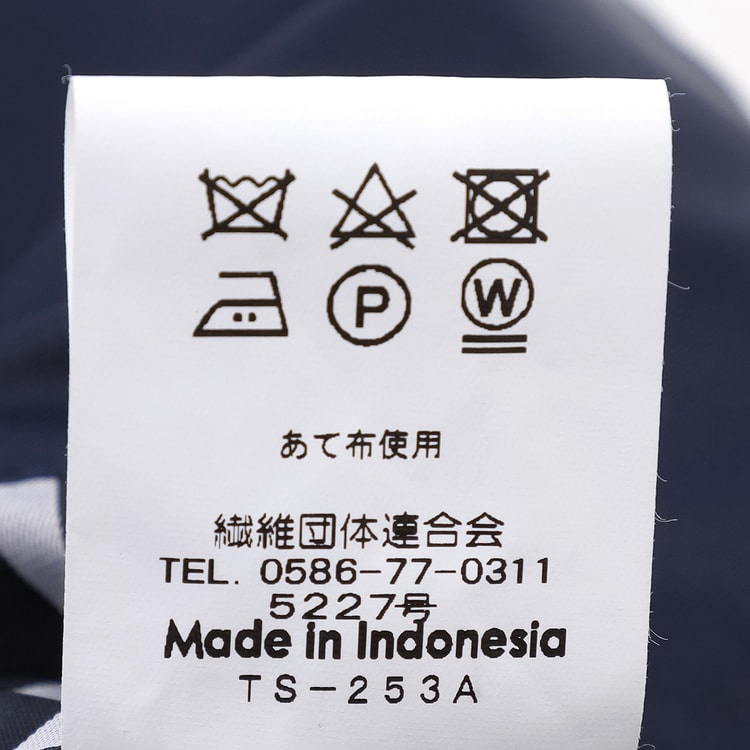 P W
あて布使用
繊維団体連合会
TEL. 0586-77-0311
5227号
Made in Indonesia
TS-253A